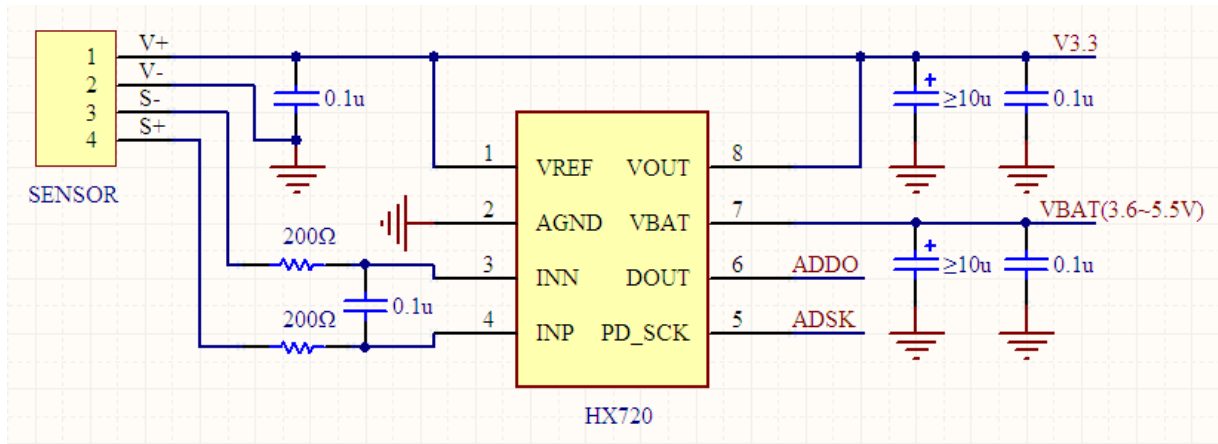 1 V+
2 V-
3 S-
4 S+
SENSOR
0.1u
V3.3
≥10u 0.1u
1 VREF VOUT 8
2 AGND VBAT 7
VBAT(3.6~5.5V)
≥10u 0.1u
200Ω
3 INN DOUT 6 ADDO
0.1u
200Ω
4 INP PD_SCK 5 ADSK
HX720